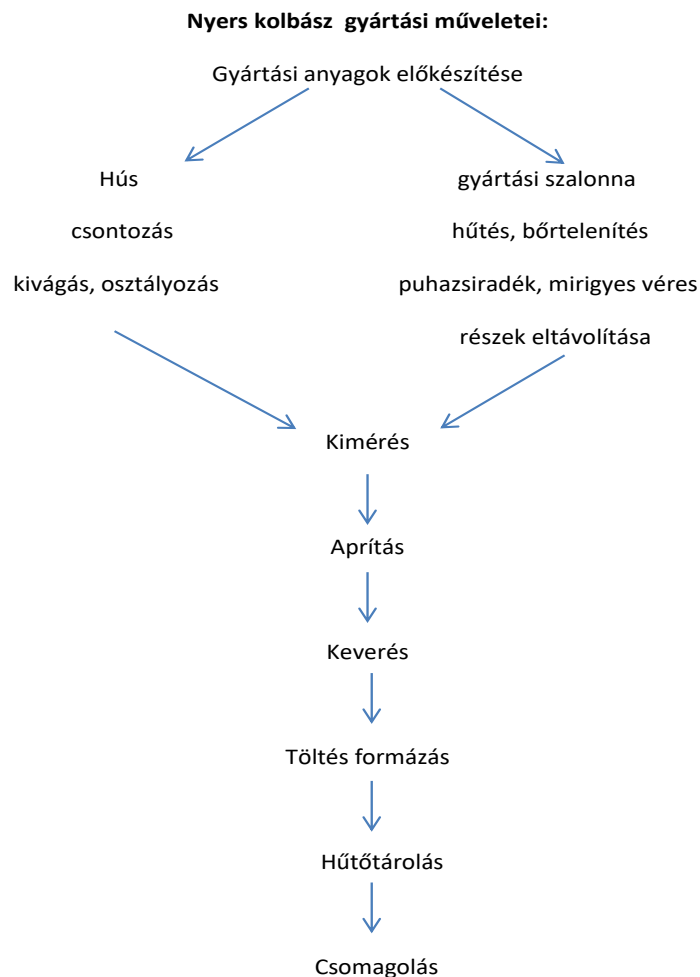 Nyers kolbász  gyártási műveletei:
Gyártási anyagok előkészítése
Hús
gyártási szalonna
csontozás
hűtés, bőrtelenítés
kivágás, osztályozás
puhazsiradék, mirigyes véres
részek eltávolítása
Kimérés
Aprítás
Keverés
Töltés formázás
Hűtőtárolás
Csomagolás